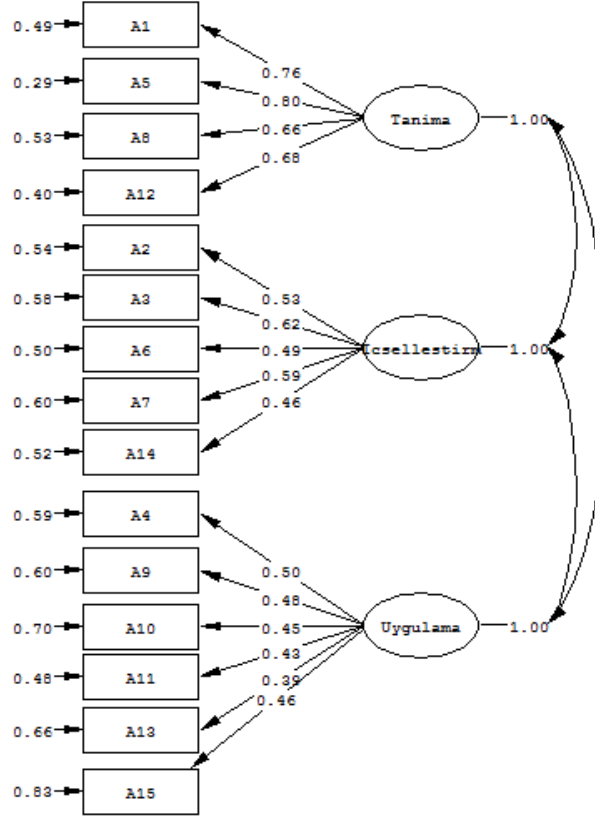 0.49 A1
0.76
0.29 A5
0.80
Tanima 1.00
0.53 A8
0.66
0.68
0.40 A12
0.54 A2
0.58 A3
0.53
0.62
0.50 A6
0.49
Icsellestirm 1.00
0.59
0.60 A7
0.46
0.52 A14
0.59 A4
0.60 A9
0.50
0.48
0.70 A10
0.45
Uygulama 1.00
0.43
0.48 A11
0.39
0.46
0.66 A13
0.83 A15